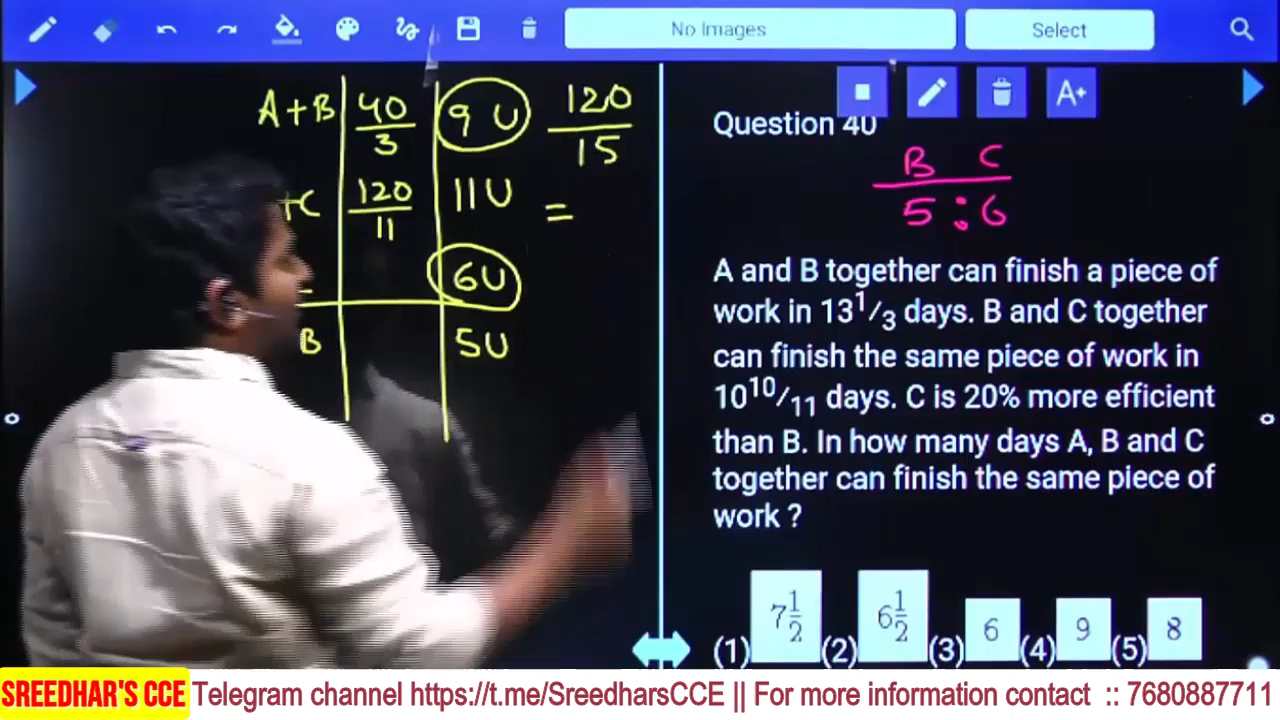 No Images
Select
A+
A+B 40/3 9 U 120/15
+C 120/11 11U =
6U
B 5U
Question 40
B C
5 : 6
A and B together can finish a piece of
work in 13 1/3 days. B and C together
can finish the same piece of work in
10 10/11 days. C is 20% more efficient
than B. In how many days A, B and C
together can finish the same piece of
work ?
(1) 7 1/2 (2) 6 1/2 (3) 6 (4) 9 (5) 8
SREEDHAR'S CCE Telegram channel https://t.me/SreedharsCCE || For more information contact :: 7680887711